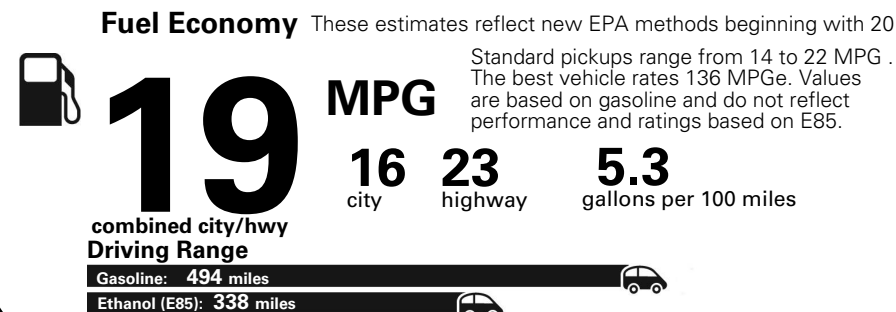 Fuel Economy These estimates reflect new EPA methods beginning with 20
Standard pickups range from 14 to 22 MPG .
The best vehicle rates 136 MPGe. Values
are based on gasoline and do not reflect
performance and ratings based on E85.
19 MPG
16 23 5.3
city highway gallons per 100 miles
combined city/hwy
Driving Range
Gasoline: 494 miles
Ethanol (E85): 338 miles